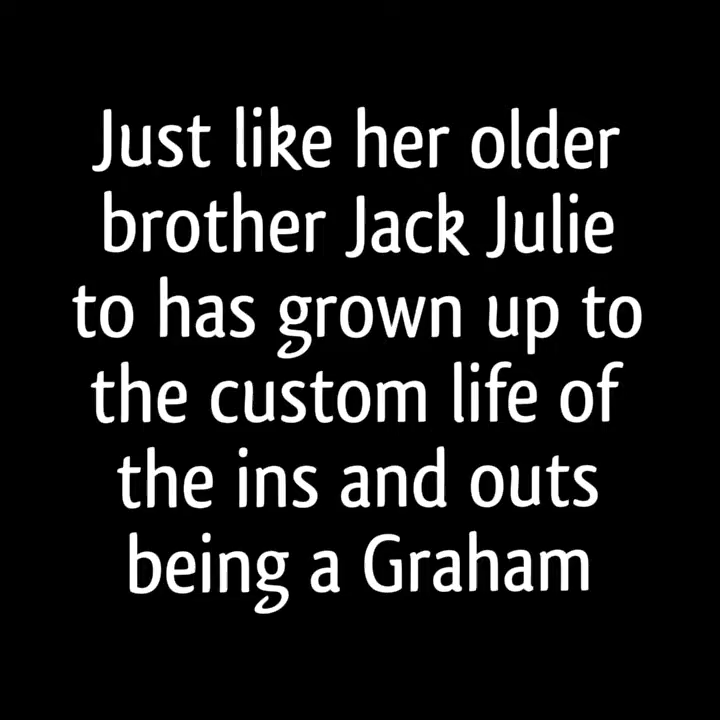 Just like her older
brother Jack Julie
to has grown up to
the custom life of
the ins and outs
being a Graham